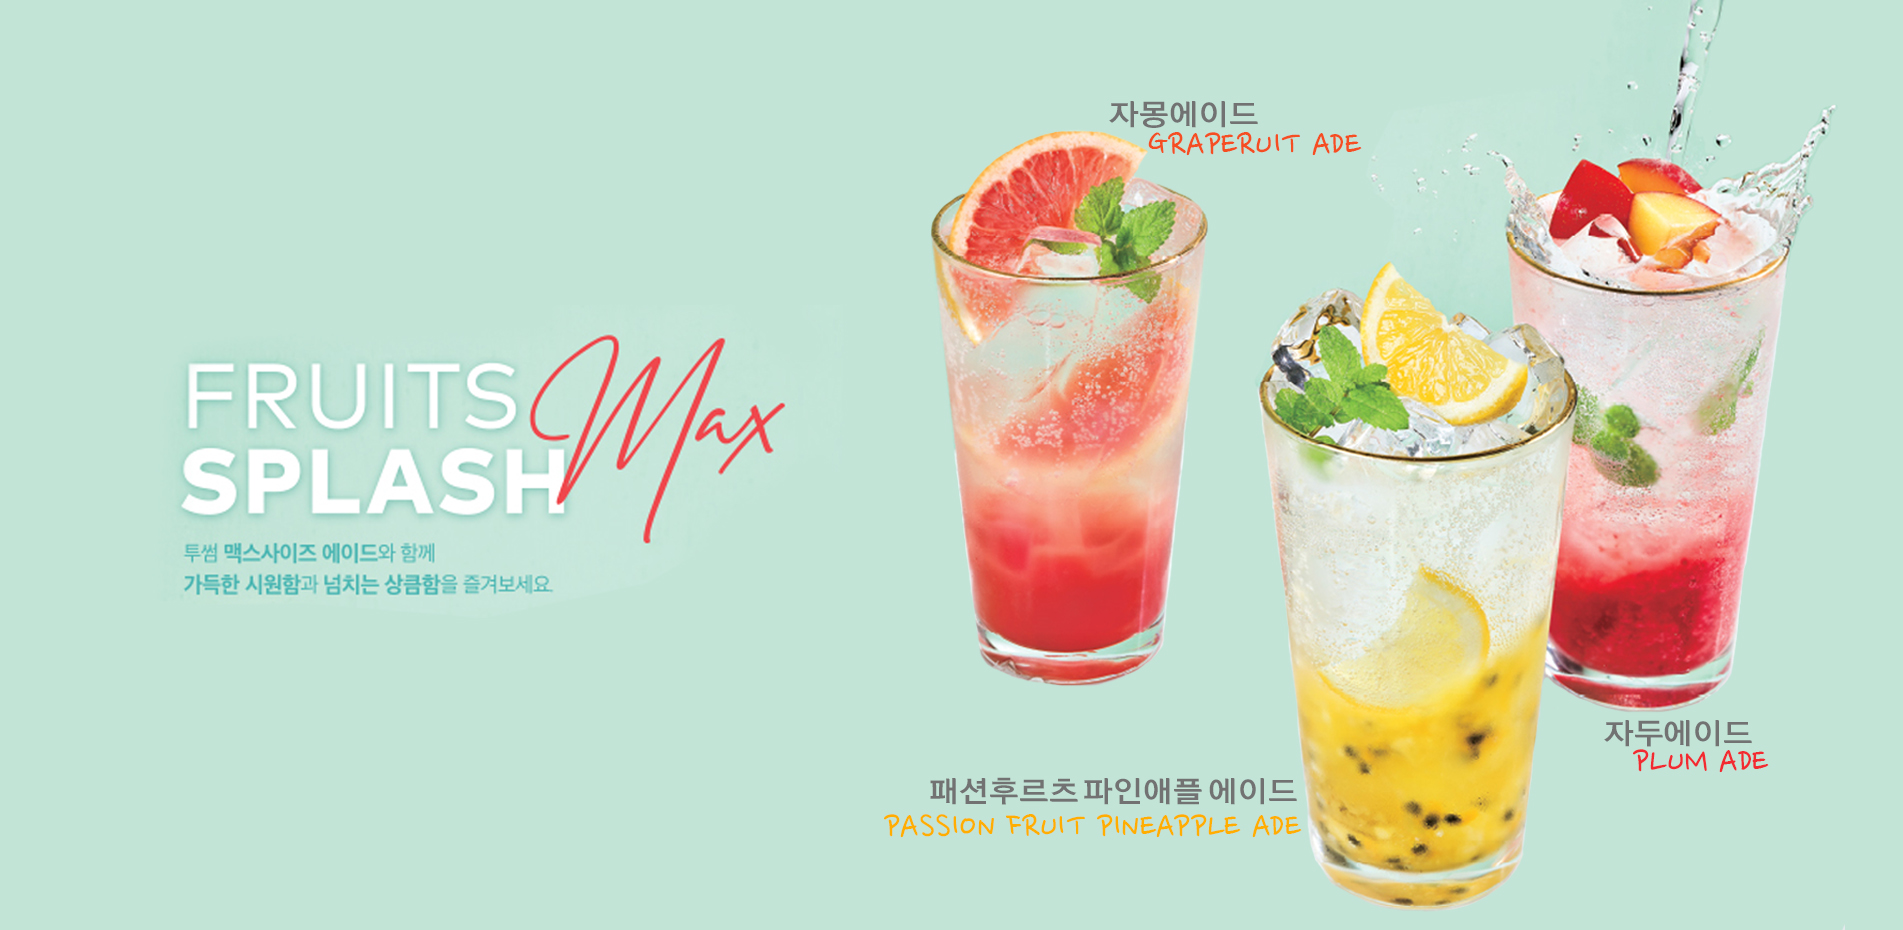 FRUITS
SPLASH Max
투썸 맥스사이즈 에이드와 함께
가득한 시원함과 넘치는 상큼함을 즐겨보세요.
자몽에이드
GRAPERUIT ADE
패션후르츠 파인애플 에이드
PASSION FRUIT PINEAPPLE ADE
자두에이드
PLUM ADE